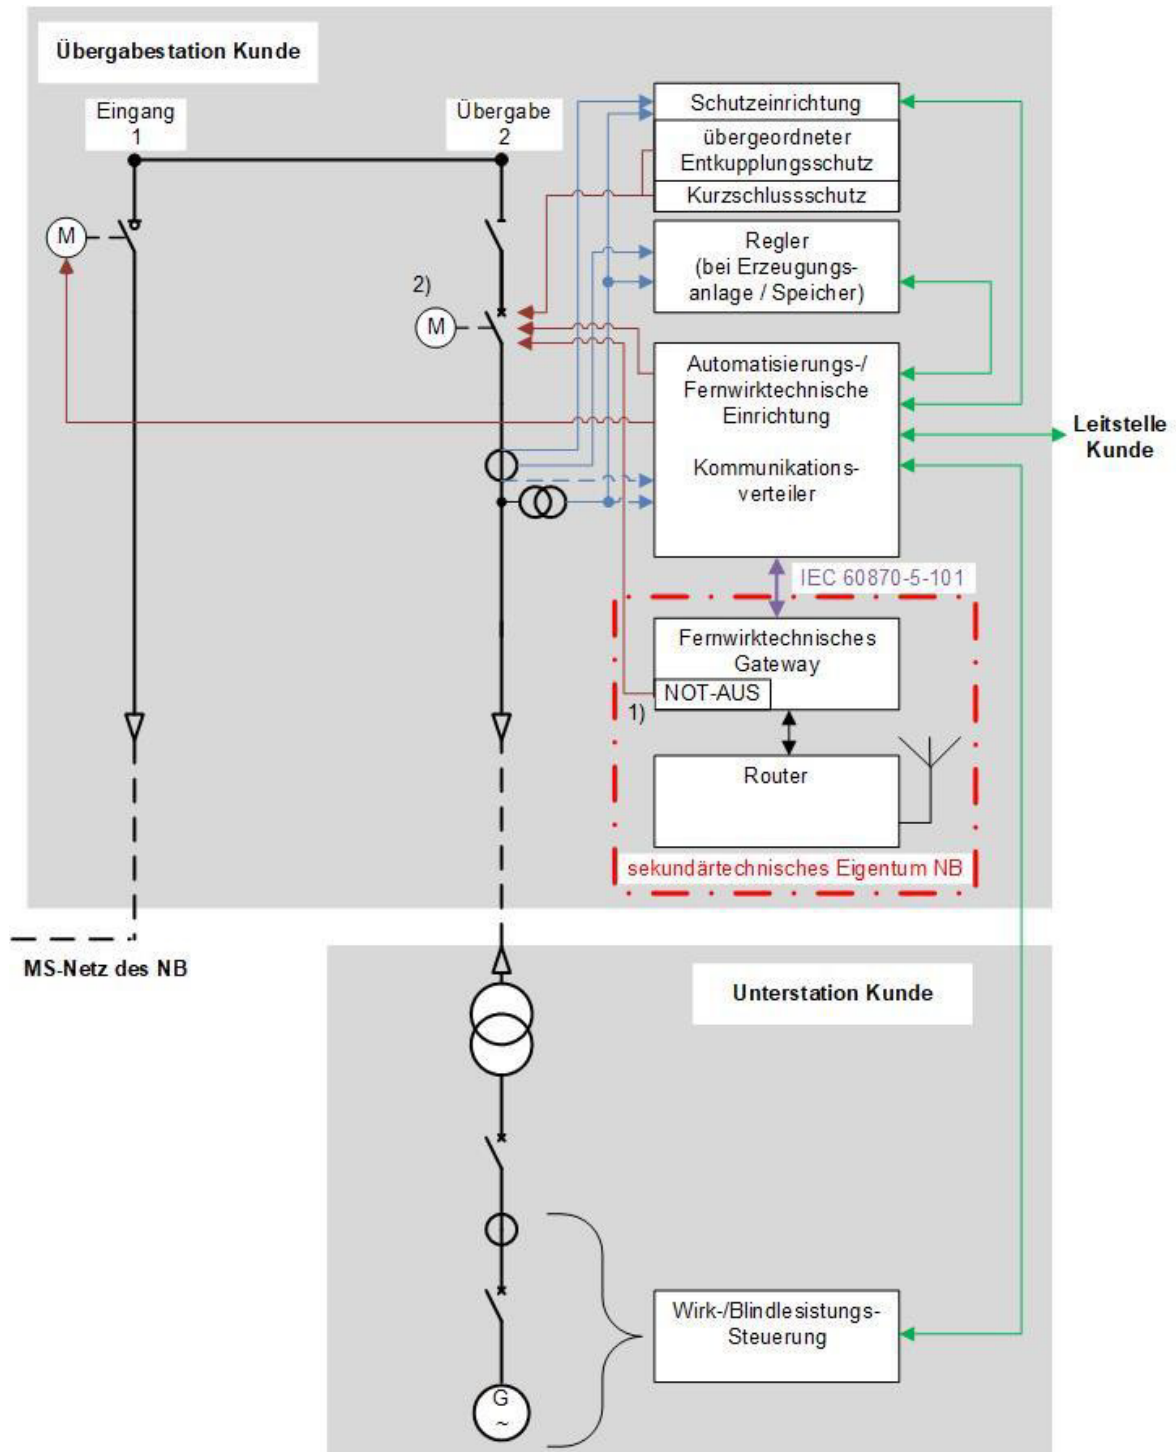 Übergabestation Kunde
Eingang
1
Übergabe
2
Schutzeinrichtung
übergeordneter
Entkupplungsschutz
Kurzschlussschutz
M
Regler
(bei Erzeugungs-
anlage / Speicher)
2)
M
Automatisierungs-/
Fernwirktechnische
Einrichtung
Kommunikations-
verteiler
Leitstelle
Kunde
IEC 60870-5-101
Fernwirktechnisches
Gateway
NOT-AUS
1)
Router
sekundärtechnisches Eigentum NB
MS-Netz des NB
Unterstation Kunde
Wirk-/Blindlesistungs-
Steuerung
G
~